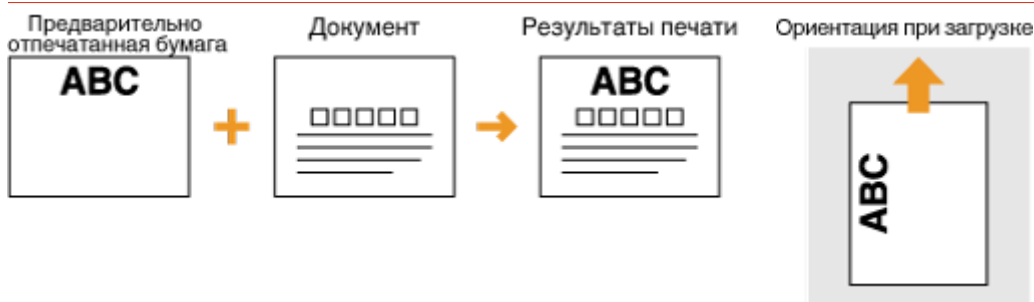 Предварительно
отпечатанная бумага
Документ
Результаты печати
Ориентация при загрузке
ABC
ABC
ABC